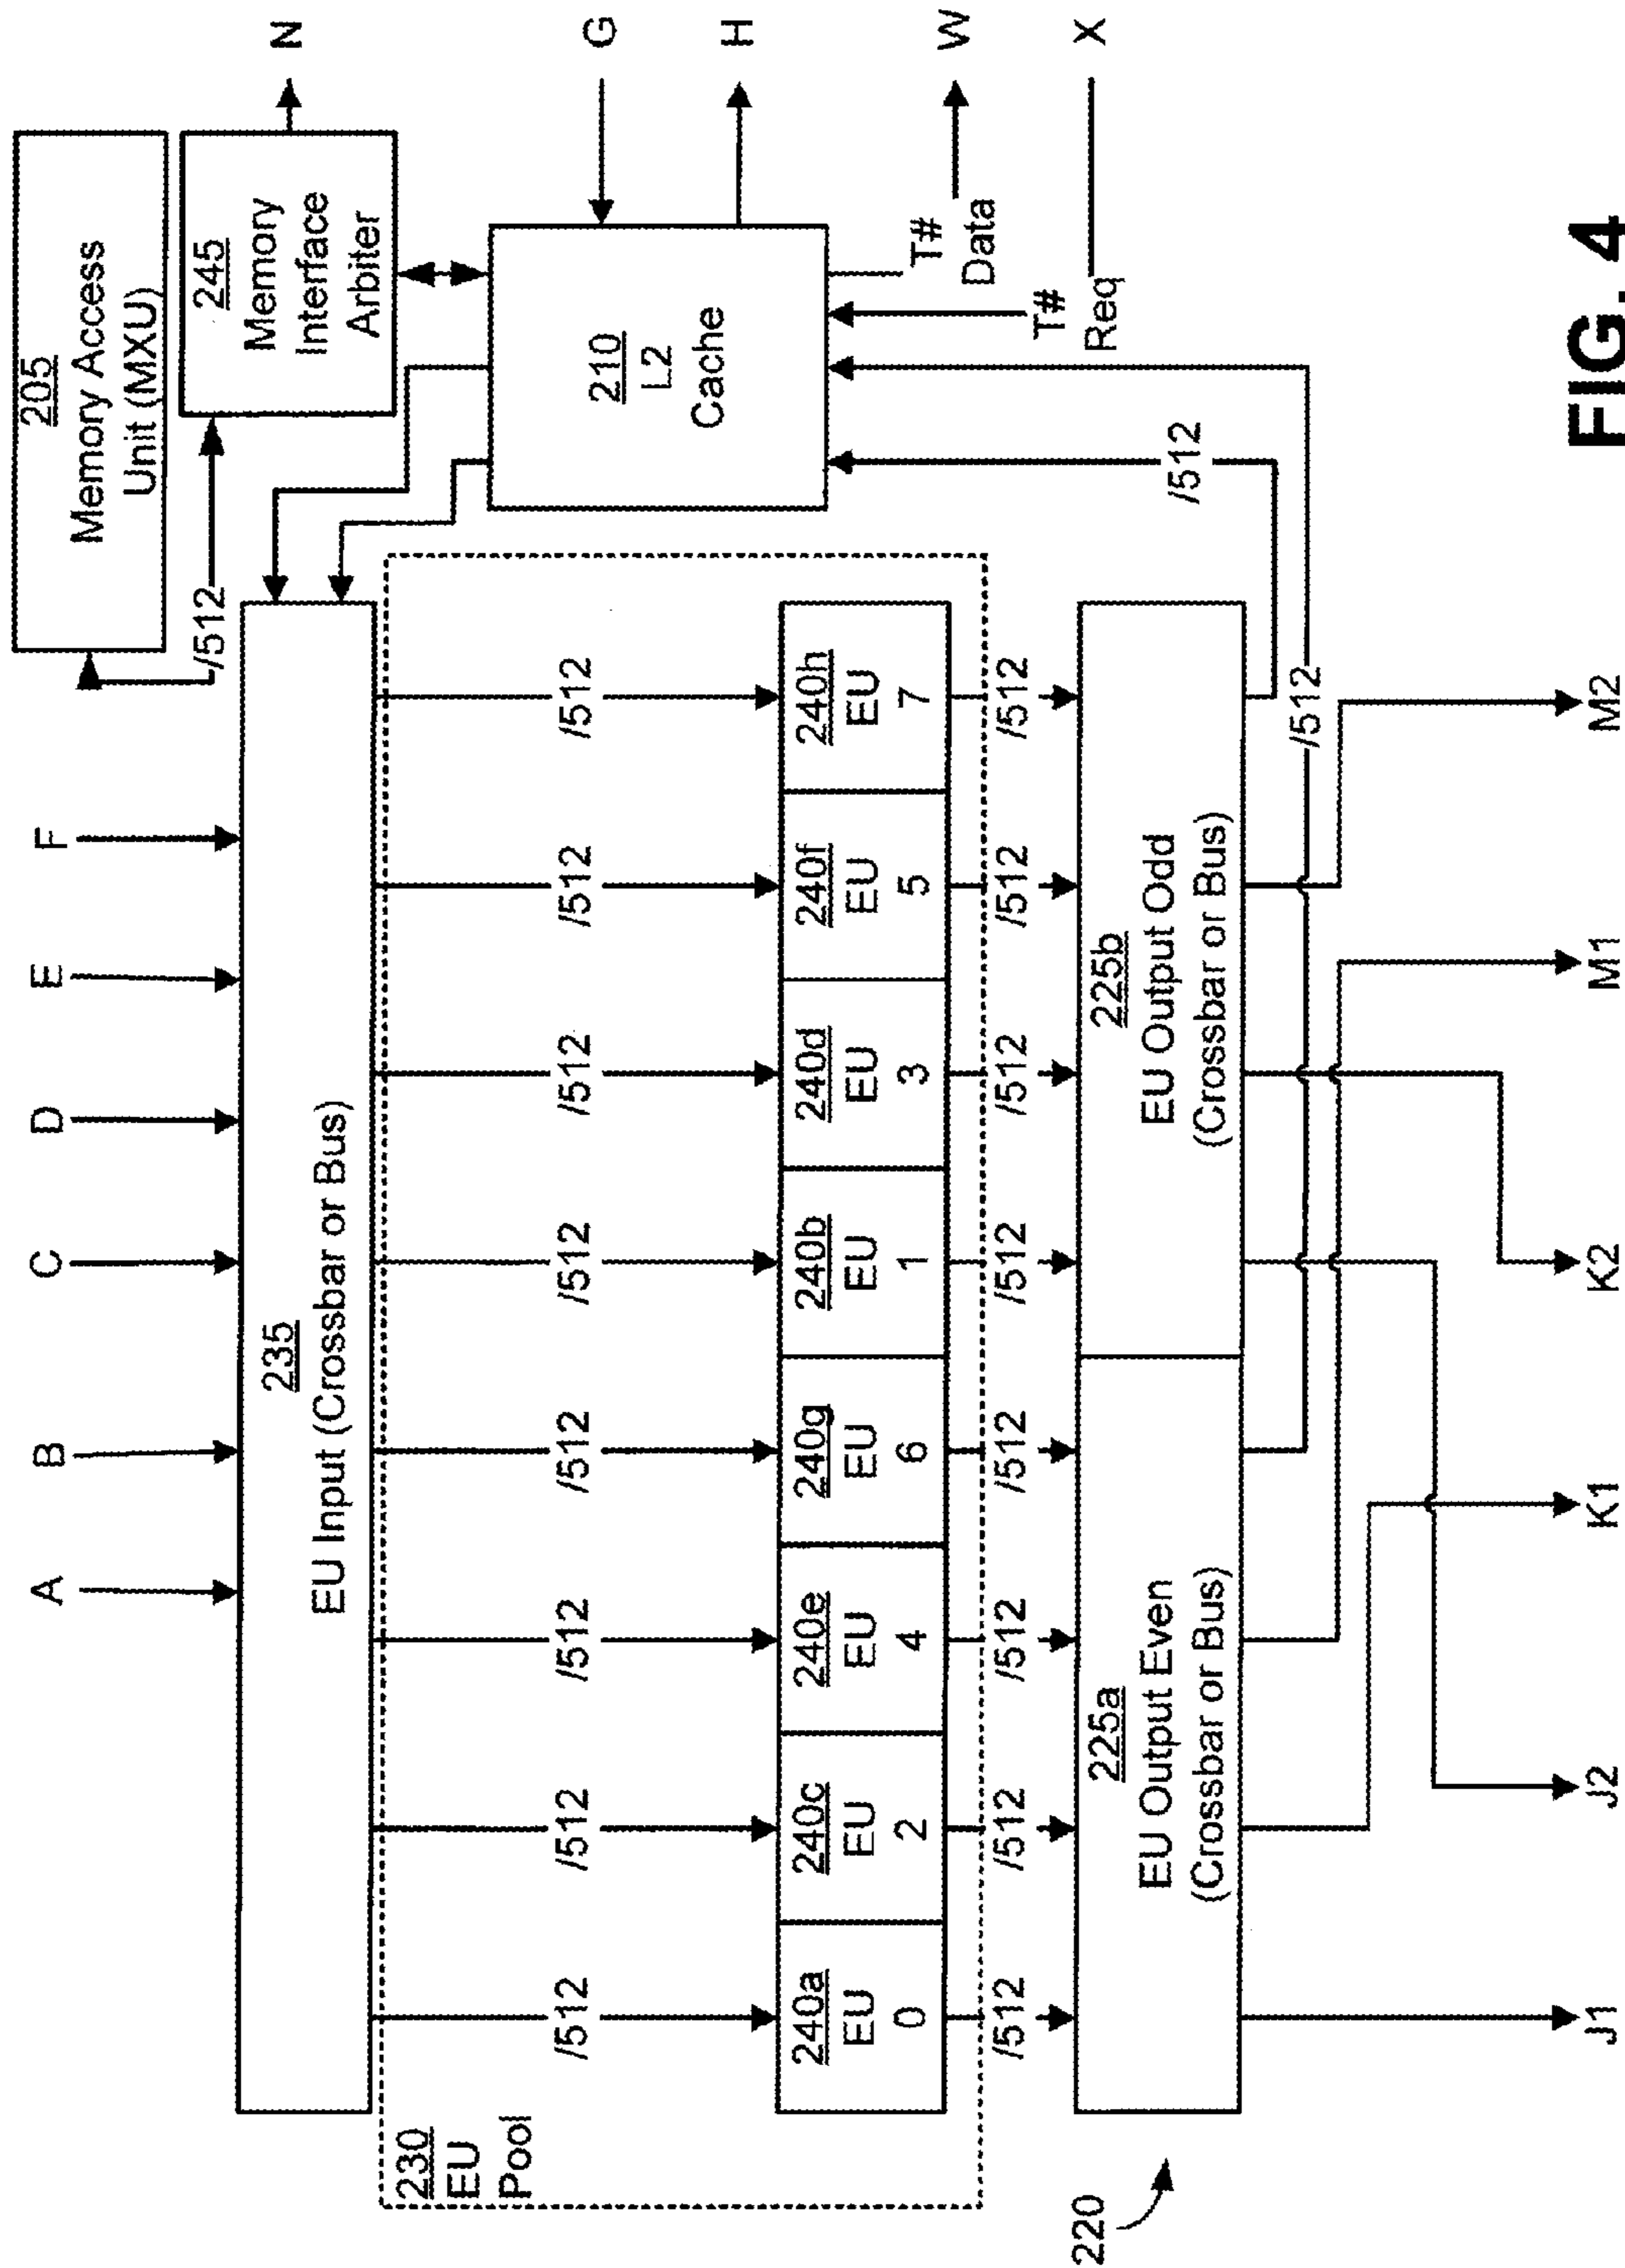 A
B
C
D
E
F
205
Memory Access
Unit (MXU)
/512
245
Memory
Interface
Arbiter
N
235
EU Input (Crossbar or Bus)
230
EU
Pool
/512
/512
/512
/512
/512
/512
/512
/512
240a
EU
0
240c
EU
2
240e
EU
4
240g
EU
6
240b
EU
1
240d
EU
3
240f
EU
5
240h
EU
7
210
L2
Cache
G
H
T#
Data
W
T#
Req
X
/512
/512
/512
/512
/512
/512
/512
/512
/512
/512
220
225a
EU Output Even
(Crossbar or Bus)
225b
EU Output Odd
(Crossbar or Bus)
J1
J2
K1
K2
M1
M2
FIG. 4